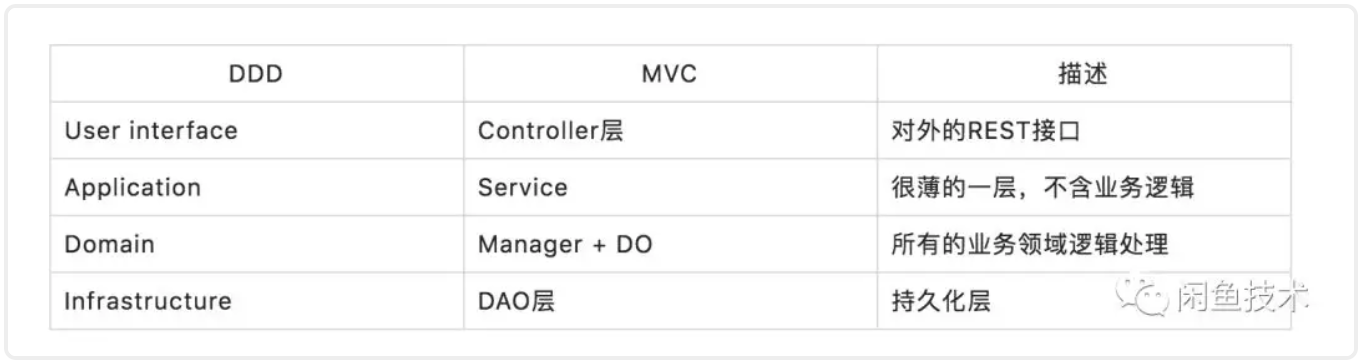 DDD MVC 描述
User interface Controller层 对外的REST接口
Application Service 很薄的一层，不含业务逻辑
Domain Manager + DO 所有的业务领域逻辑处理
Infrastructure DAO层 持久化层
闲鱼技术